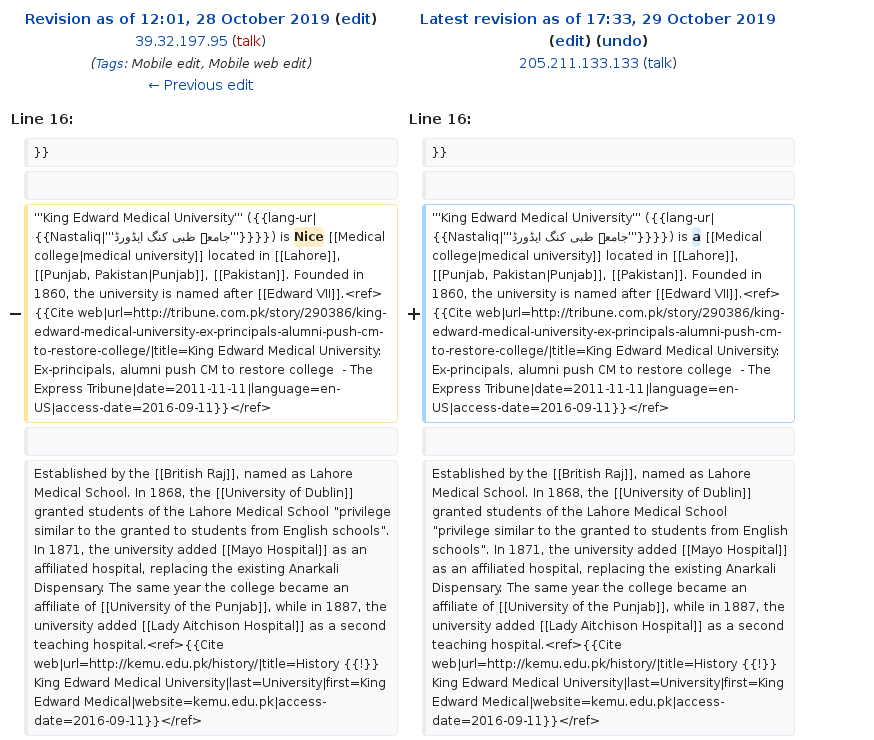 Revision as of 12:01, 28 October 2019 (edit)
39.32.197.95 (talk)
(Tags: Mobile edit, Mobile web edit)
← Previous edit
Latest revision as of 17:33, 29 October 2019
(edit) (undo)
205.211.133.133 (talk)
Line 16:
Line 16:
}}
}}
'''King Edward Medical University''' ({{lang-ur|
{{Nastaliq|'''جامعۂ طبی کنگ ایڈورڈ'''}}}}) is Nice [[Medical
college|medical university]] located in [[Lahore]],
[[Punjab, Pakistan|Punjab]], [[Pakistan]]. Founded in
1860, the university is named after [[Edward VII]].<ref>
{{Cite web|url=http://tribune.com.pk/story/290386/king-
edward-medical-university-ex-principals-alumni-push-cm-
to-restore-college/|title=King Edward Medical University:
Ex-principals, alumni push CM to restore college  - The
Express Tribune|date=2011-11-11|language=en-
US|access-date=2016-09-11}}</ref>
'''King Edward Medical University''' ({{lang-ur|
{{Nastaliq|'''جامعۂ طبی کنگ ایڈورڈ'''}}}}) is a [[Medical
college|medical university]] located in [[Lahore]],
[[Punjab, Pakistan|Punjab]], [[Pakistan]]. Founded in
1860, the university is named after [[Edward VII]].<ref>
{{Cite web|url=http://tribune.com.pk/story/290386/king-
edward-medical-university-ex-principals-alumni-push-cm-
to-restore-college/|title=King Edward Medical University:
Ex-principals, alumni push CM to restore college  - The
Express Tribune|date=2011-11-11|language=en-
US|access-date=2016-09-11}}</ref>
Established by the [[British Raj]], named as Lahore
Medical School. In 1868, the [[University of Dublin]]
granted students of the Lahore Medical School "privilege
similar to the granted to students from English schools".
In 1871, the university added [[Mayo Hospital]] as an
affiliated hospital, replacing the existing Anarkali
Dispensary. The same year the college became an
affiliate of [[University of the Punjab]], while in 1887, the
university added [[Lady Aitchison Hospital]] as a second
teaching hospital.<ref>{{Cite
web|url=http://kemu.edu.pk/history/|title=History {{!}}
King Edward Medical University|last=University|first=King
Edward Medical|website=kemu.edu.pk|access-
date=2016-09-11}}</ref>
Established by the [[British Raj]], named as Lahore
Medical School. In 1868, the [[University of Dublin]]
granted students of the Lahore Medical School
"privilege similar to the granted to students from English
schools". In 1871, the university added [[Mayo Hospital]]
as an affiliated hospital, replacing the existing Anarkali
Dispensary. The same year the college became an
affiliate of [[University of the Punjab]], while in 1887, the
university added [[Lady Aitchison Hospital]] as a second
teaching hospital.<ref>{{Cite
web|url=http://kemu.edu.pk/history/|title=History {{!}}
King Edward Medical University|last=University|first=King
Edward Medical|website=kemu.edu.pk|access-
date=2016-09-11}}</ref>